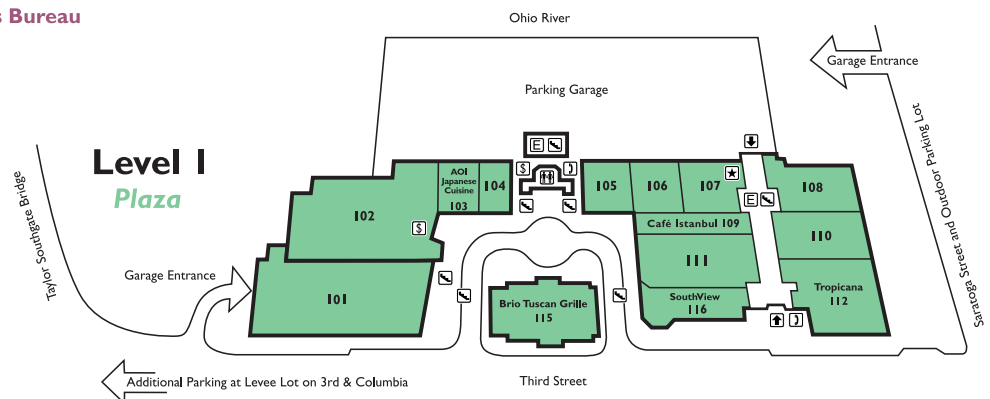 s Bureau
Ohio River
Garage Entrance
Parking Garage
Saratoga Street and Outdoor Parking Lot
Taylor Southgate Bridge
Level 1
Plaza
E
$
AOI
Japanese
Cuisine
103
104
105
106
107
108
102
$
E
Café Istanbul 109
110
111
Garage Entrance
101
Brio Tuscan Grille
115
SouthView
116
Tropicana
112
Additional Parking at Levee Lot on 3rd & Columbia
Third Street